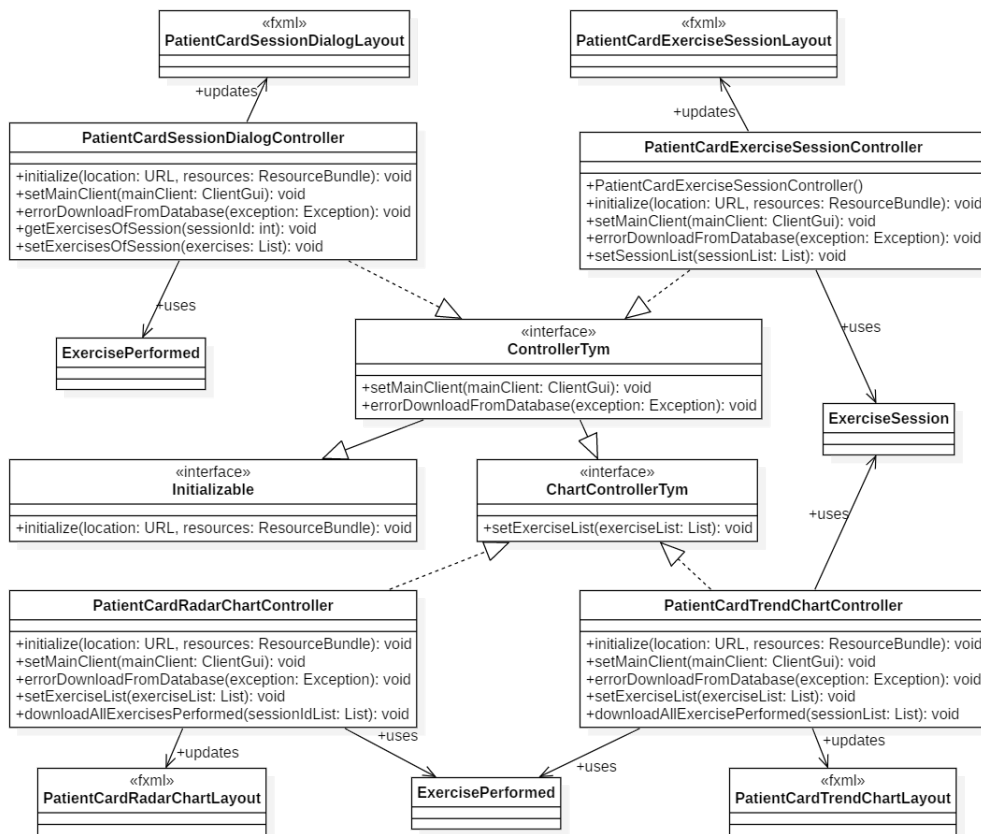 «fxml»
PatientCardSessionDialogLayout
«fxml»
PatientCardExerciseSessionLayout
+updates
+updates
PatientCardSessionDialogController
+initialize(location: URL, resources: ResourceBundle): void
+setMainClient(mainClient: ClientGui): void
+errorDownloadFromDatabase(exception: Exception): void
+getExercisesOfSession(sessionId: int): void
+setExercisesOfSession(exercises: List): void
PatientCardExerciseSessionController
+PatientCardExerciseSessionController()
+initialize(location: URL, resources: ResourceBundle): void
+setMainClient(mainClient: ClientGui): void
+errorDownloadFromDatabase(exception: Exception): void
+setSessionList(sessionList: List): void
+uses
+uses
ExercisePerformed
«interface»
ControllerTym
+setMainClient(mainClient: ClientGui): void
+errorDownloadFromDatabase(exception: Exception): void
ExerciseSession
«interface»
Initializable
+initialize(location: URL, resources: ResourceBundle): void
«interface»
ChartControllerTym
+setExerciseList(exerciseList: List): void
+uses
PatientCardRadarChartController
+initialize(location: URL, resources: ResourceBundle): void
+setMainClient(mainClient: ClientGui): void
+errorDownloadFromDatabase(exception: Exception): void
+setExerciseList(exerciseList: List): void
+downloadAllExercisesPerformed(sessionIdList: List): void
PatientCardTrendChartController
+initialize(location: URL, resources: ResourceBundle): void
+setMainClient(mainClient: ClientGui): void
+errorDownloadFromDatabase(exception: Exception): void
+setExerciseList(exerciseList: List): void
+downloadAllExercisePerformed(sessionList: List): void
+updates
+uses
+uses
+updates
«fxml»
PatientCardRadarChartLayout
ExercisePerformed
«fxml»
PatientCardTrendChartLayout